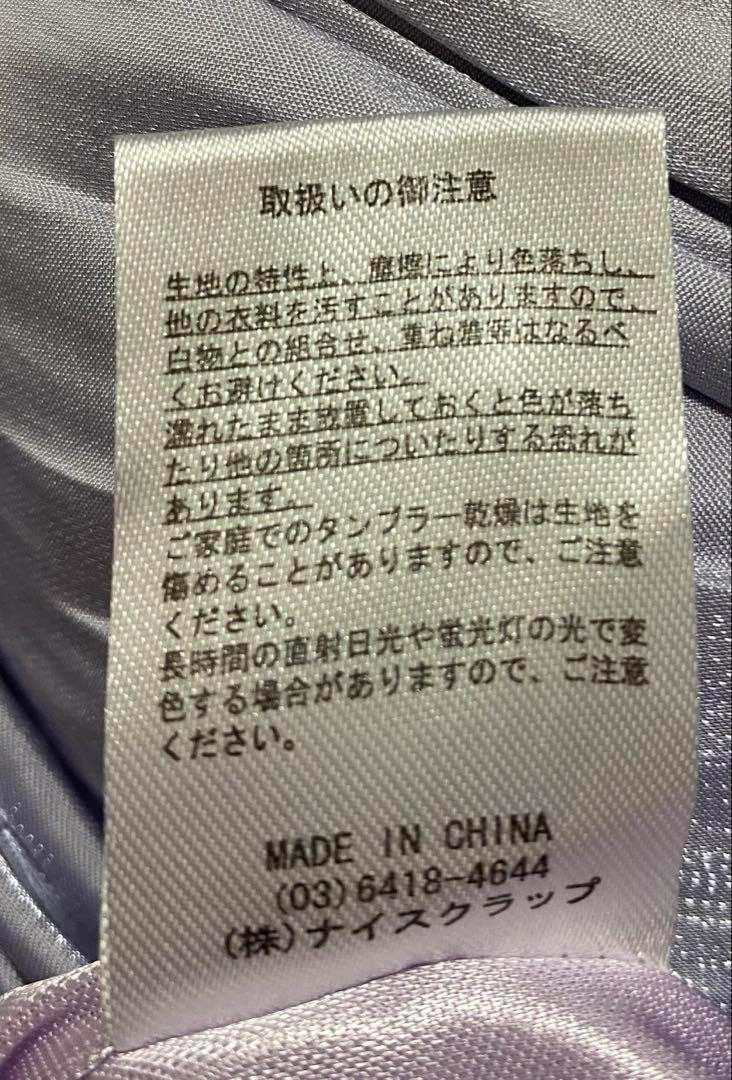 取扱いの御注意
生地の特性上、摩擦により色落ちし、
他の衣料を汚すことがありますので、
白物との組合せ、重ね着等はなるべ
くお避けください。
濡れたまま放置しておくと色が落ち
たり他の箇所についたりする恐れが
あります。
ご家庭でのタンブラー乾燥は生地を
傷めることがありますので、ご注意
ください。
長時間の直射日光や蛍光灯の光で変
色する場合がありますので、ご注意
ください。
MADE IN CHINA
(03)6418-4644
(株)ナイスクラップ